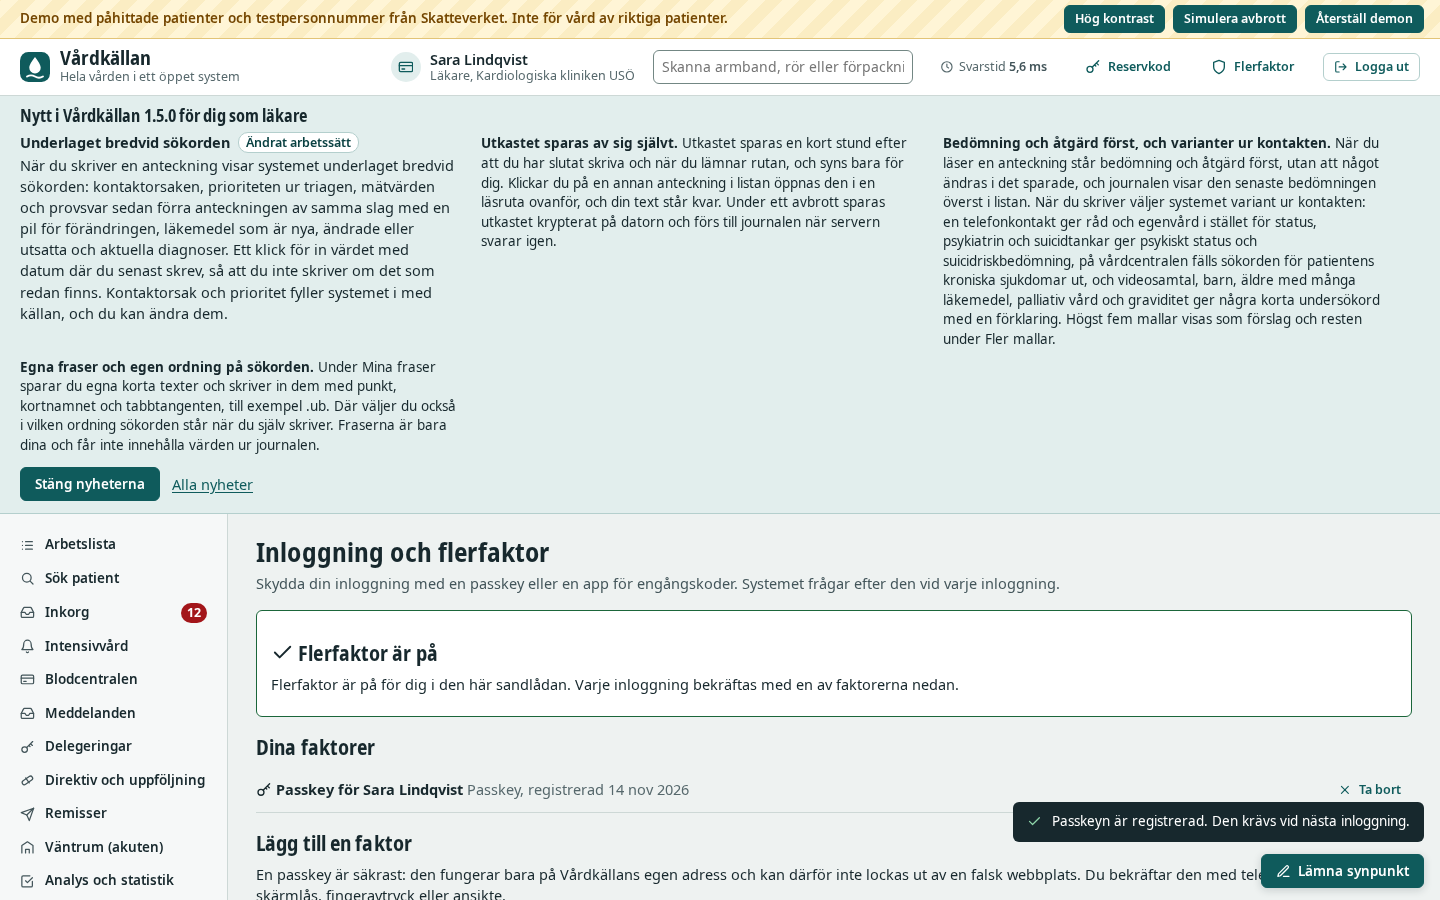 Demo med påhittade patienter och testpersonnummer från Skatteverket. Inte för vård av riktiga patienter.
Hög kontrast
Simulera avbrott
Återställ demon
Vårdkällan
Hela vården i ett öppet system
Sara Lindqvist
Läkare, Kardiologiska kliniken USÖ
Skanna armband, rör eller förpackni
Svarstid 5,6 ms
Reservkod
Flerfaktor
Logga ut
Nytt i Vårdkällan 1.5.0 för dig som läkare
Underlaget bredvid sökorden
Ändrat arbetssätt
När du skriver en anteckning visar systemet underlaget bredvid
sökorden: kontaktorsaken, prioriteten ur triagen, mätvärden
och provsvar sedan förra anteckningen av samma slag med en
pil för förändringen, läkemedel som är nya, ändrade eller
utsatta och aktuella diagnoser. Ett klick för in värdet med
datum där du senast skrev, så att du inte skriver om det som
redan finns. Kontaktorsak och prioritet fyller systemet i med
källan, och du kan ändra dem.
Utkastet sparas av sig självt. Utkastet sparas en kort stund efter
att du har slutat skriva och när du lämnar rutan, och syns bara för
dig. Klickar du på en annan anteckning i listan öppnas den i en
läsruta ovanför, och din text står kvar. Under ett avbrott sparas
utkastet krypterat på datorn och förs till journalen när servern
svarar igen.
Bedömning och åtgärd först, och varianter ur kontakten. När du
läser en anteckning står bedömning och åtgärd först, utan att något
ändras i det sparade, och journalen visar den senaste bedömningen
överst i listan. När du skriver väljer systemet variant ur kontakten:
en telefonkontakt ger råd och egenvård i stället för status,
psykiatrin och suicidtankar ger psykiskt status och
suicidriskbedömning, på vårdcentralen fälls sökorden för patientens
kroniska sjukdomar ut, och videosamtal, barn, äldre med många
läkemedel, palliativ vård och graviditet ger några korta undersökord
med en förklaring. Högst fem mallar visas som förslag och resten
under Fler mallar.
Egna fraser och egen ordning på sökorden. Under Mina fraser
sparar du egna korta texter och skriver in dem med punkt,
kortnamnet och tabbtangenten, till exempel .ub. Där väljer du också
i vilken ordning sökorden står när du själv skriver. Fraserna är bara
dina och får inte innehålla värden ur journalen.
Stäng nyheterna
Alla nyheter
Arbetslista
Sök patient
Inkorg
12
Intensivvård
Blodcentralen
Meddelanden
Delegeringar
Direktiv och uppföljning
Remisser
Väntrum (akuten)
Analys och statistik
Inloggning och flerfaktor
Skydda din inloggning med en passkey eller en app för engångskoder. Systemet frågar efter den vid varje inloggning.
Flerfaktor är på
Flerfaktor är på för dig i den här sandlådan. Varje inloggning bekräftas med en av faktorerna nedan.
Dina faktorer
Passkey för Sara Lindqvist Passkey, registrerad 14 nov 2026
Ta bort
Passkeyn är registrerad. Den krävs vid nästa inloggning.
Lägg till en faktor
En passkey är säkrast: den fungerar bara på Vårdkällans egen adress och kan därför inte lockas ut av en falsk webbplats. Du bekräftar den med tele
skärmlås, fingeravtryck eller ansikte.
Lämna synpunkt